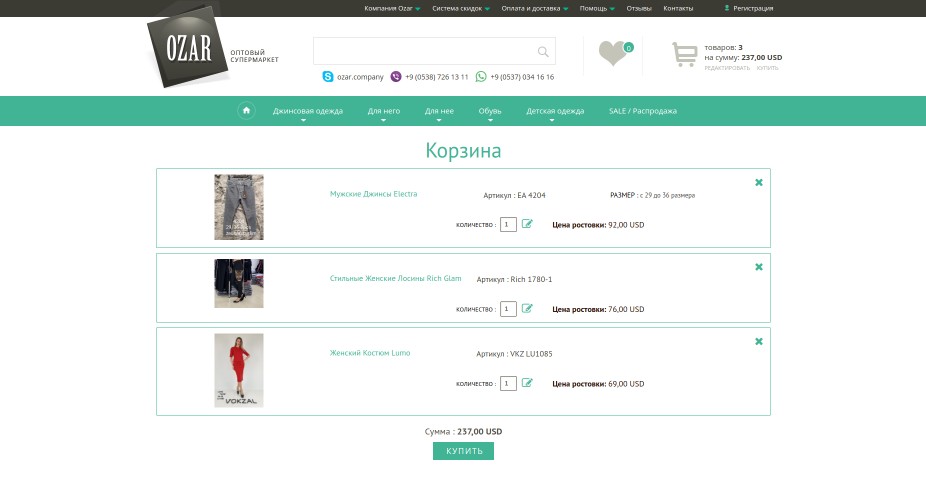 Компания Ozar Система скидок Оплата и доставка Помощь Отзывы Контакты Регистрация
OZAR
ОПТОВЫЙ
СУПЕРМАРКЕТ
0
товаров: 3
на сумму: 237,00 USD
РЕДАКТИРОВАТЬ КУПИТЬ
ozar.company +9 (0538) 726 13 11 +9 (0537) 034 16 16
Джинсовая одежда Для него Для нее Обувь Детская одежда SALE / Распродажа
Корзина
Мужские Джинсы Electra Артикул : EA 4204 РАЗМЕР : с 29 до 36 размера
КОЛИЧЕСТВО : 1 Цена ростовки: 92,00 USD
Стильные Женские Лосины Rich Glam Артикул : Rich 1780-1
КОЛИЧЕСТВО : 1 Цена ростовки: 76,00 USD
Женский Костюм Lumo Артикул : VKZ LU1085
КОЛИЧЕСТВО : 1 Цена ростовки: 69,00 USD
VOKZAL
Сумма : 237,00 USD
КУПИТЬ